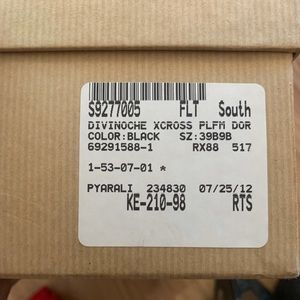 S9277005 FLT South
DIVINOCHE XCROSS PLFM DOR
COLOR:BLACK SZ:39B9B
69291588-1 RX88 517
1-53-07-01 *
PYARALI 234830 07/25/12
KE-210-98 RTS